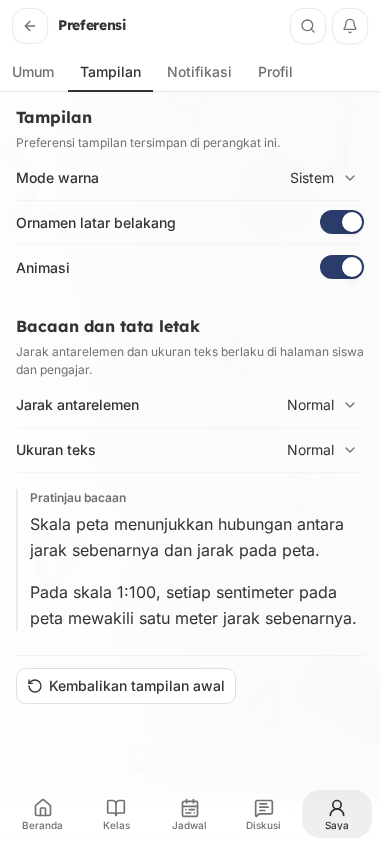 Preferensi
Umum
Tampilan
Notifikasi
Profil
Tampilan
Preferensi tampilan tersimpan di perangkat ini.
Mode warna
Sistem
Ornamen latar belakang
Animasi
Bacaan dan tata letak
Jarak antarelemen dan ukuran teks berlaku di halaman siswa
dan pengajar.
Jarak antarelemen
Normal
Ukuran teks
Normal
Pratinjau bacaan
Skala peta menunjukkan hubungan antara
jarak sebenarnya dan jarak pada peta.
Pada skala 1:100, setiap sentimeter pada
peta mewakili satu meter jarak sebenarnya.
Kembalikan tampilan awal
Beranda
Kelas
Jadwal
Diskusi
Saya